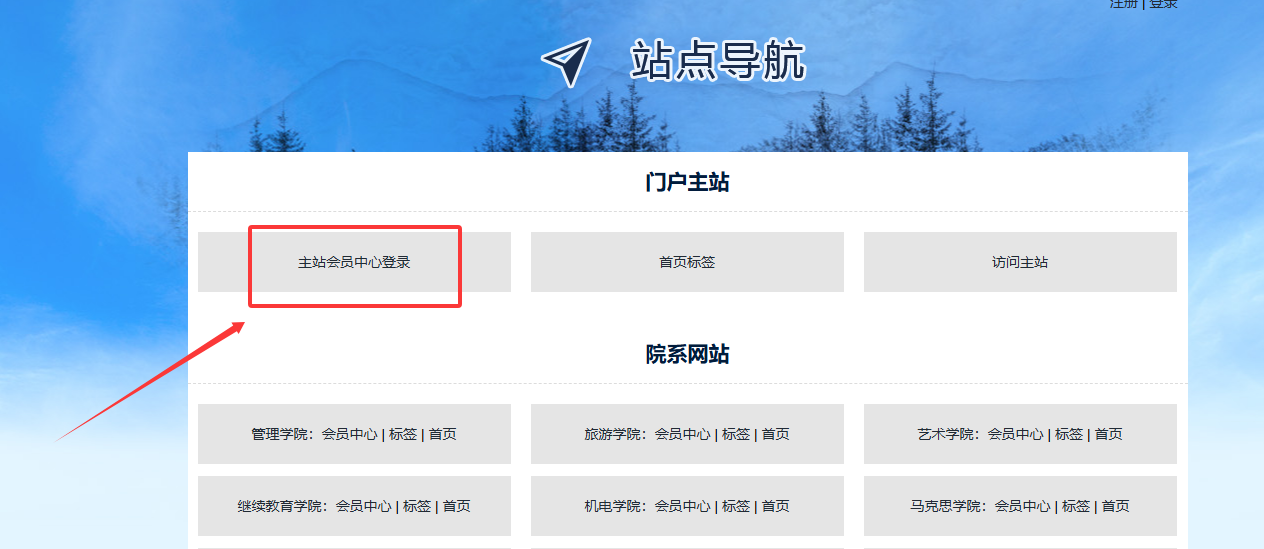 注册 | 登录
站点导航
门户主站
主站会员中心登录
首页标签
访问主站
院系网站
管理学院：会员中心 | 标签 | 首页
旅游学院：会员中心 | 标签 | 首页
艺术学院：会员中心 | 标签 | 首页
继续教育学院：会员中心 | 标签 | 首页
机电学院：会员中心 | 标签 | 首页
马克思学院：会员中心 | 标签 | 首页